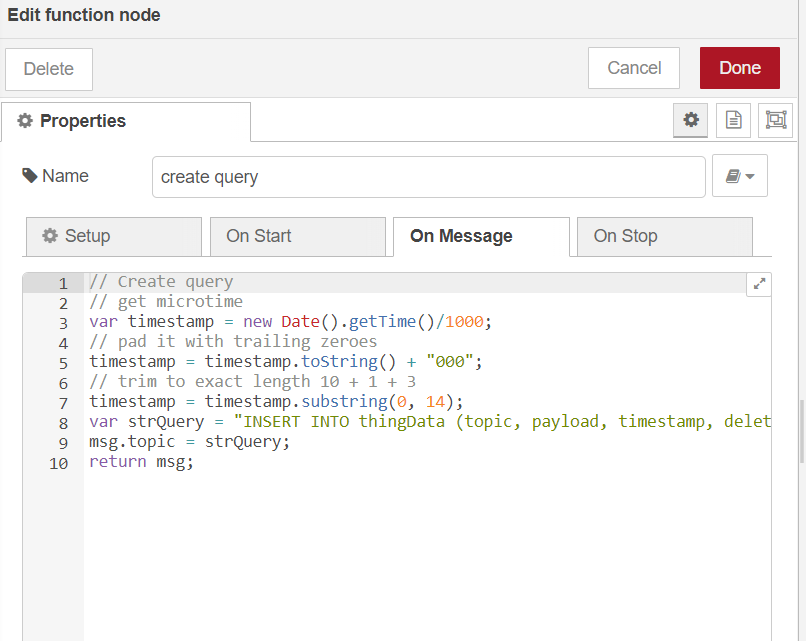 Edit function node
Delete
Cancel
Done
Properties
Name
create query
Setup
On Start
On Message
On Stop
1 // Create query
2 // get microtime
3 var timestamp = new Date().getTime()/1000;
4 // pad it with trailing zeroes
5 timestamp = timestamp.toString() + "000";
6 // trim to exact length 10 + 1 + 3
7 timestamp = timestamp.substring(0, 14);
8 var strQuery = "INSERT INTO thingData (topic, payload, timestamp, delet
9 msg.topic = strQuery;
10 return msg;